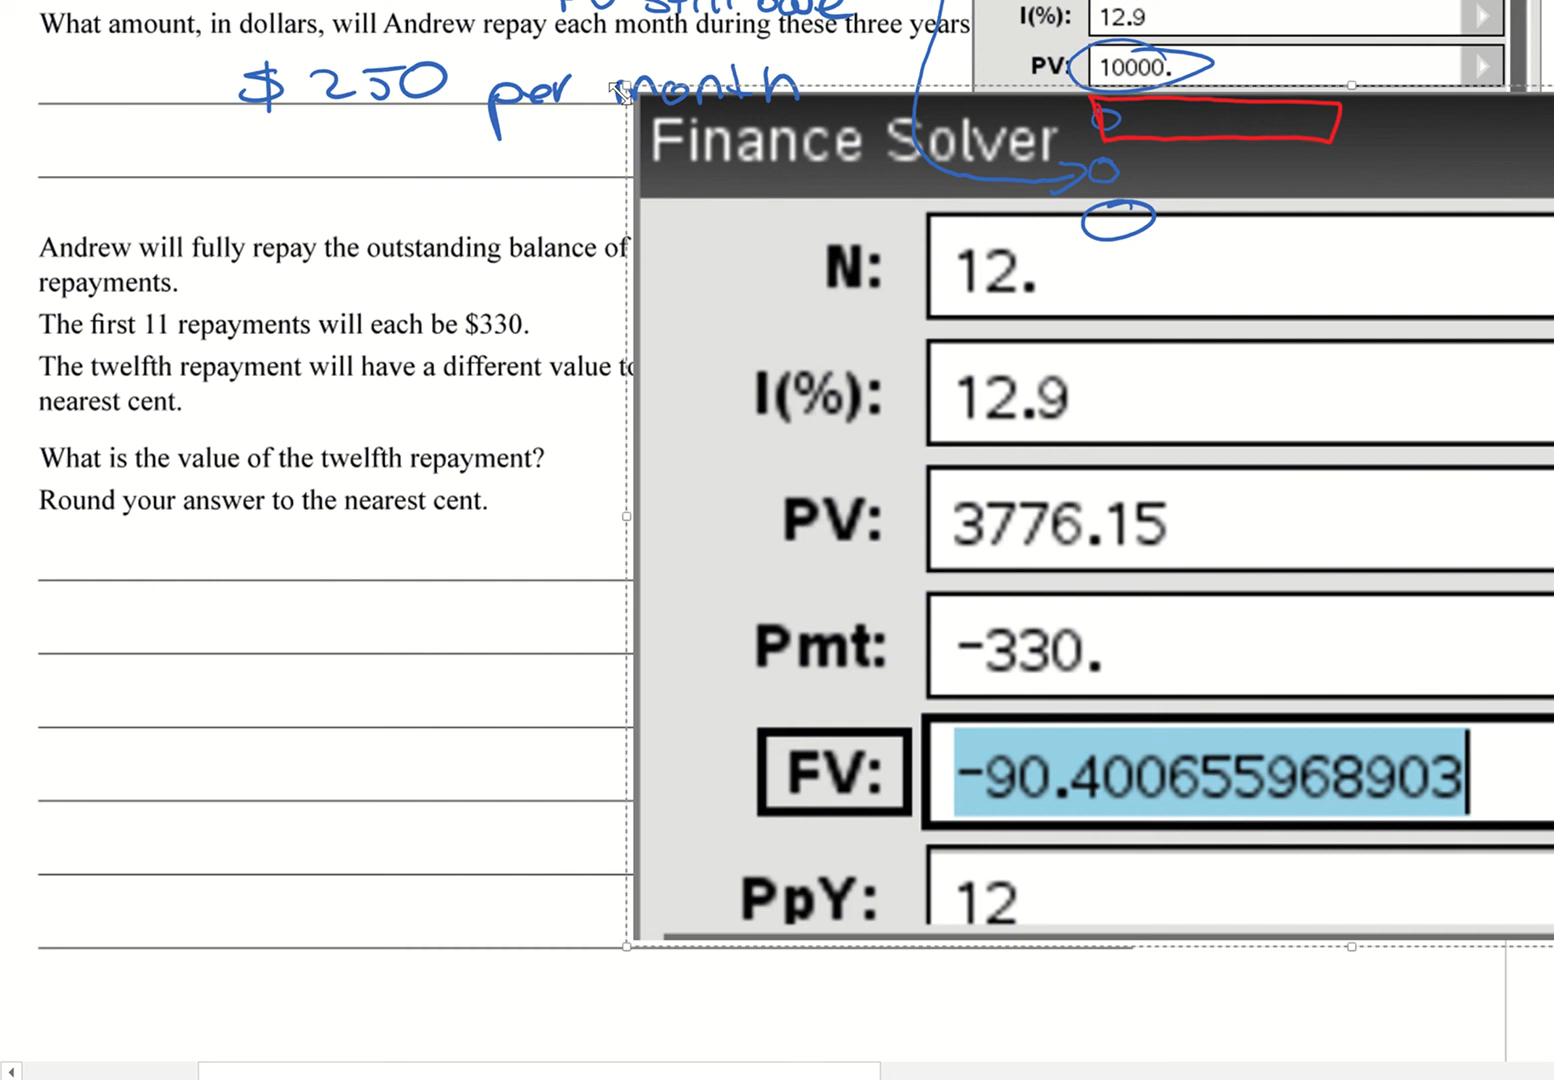 FV still owe
What amount, in dollars, will Andrew repay each month during these three years
I(%): 12.9
PV: 10000.
$ 250 per month
Finance Solver
Andrew will fully repay the outstanding balance of
N: 12.
repayments.
The first 11 repayments will each be $330.
The twelfth repayment will have a different value to
I(%): 12.9
nearest cent.
What is the value of the twelfth repayment?
Round your answer to the nearest cent.
PV: 3776.15
Pmt: -330.
FV: -90.400655968903
PpY: 12